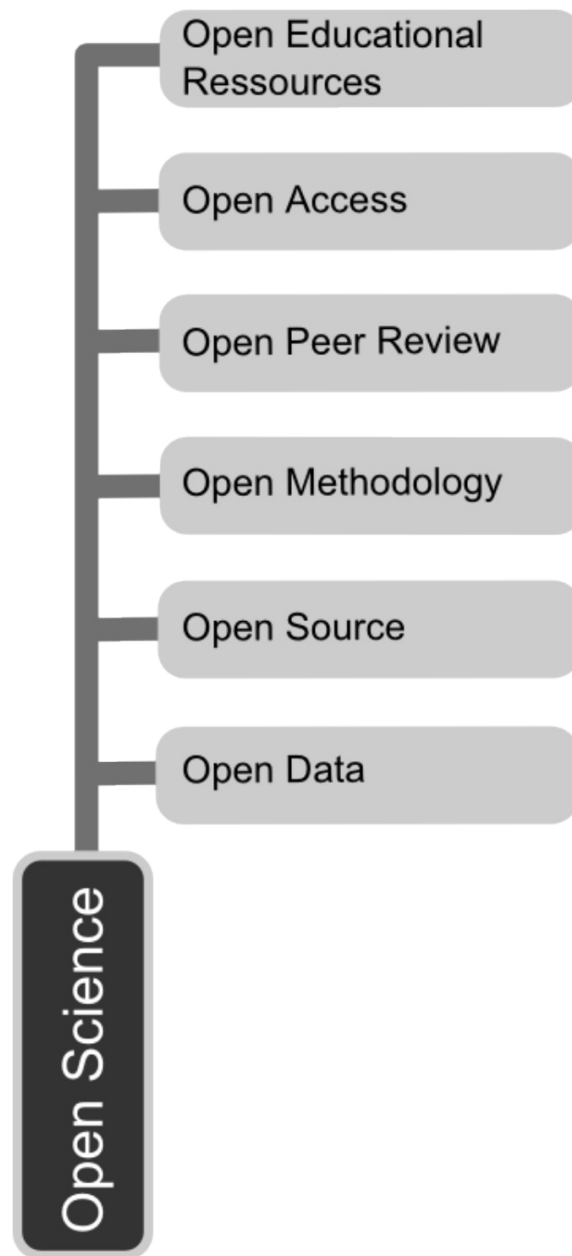 Open Educational
Ressources
Open Access
Open Peer Review
Open Methodology
Open Source
Open Data
Open Science